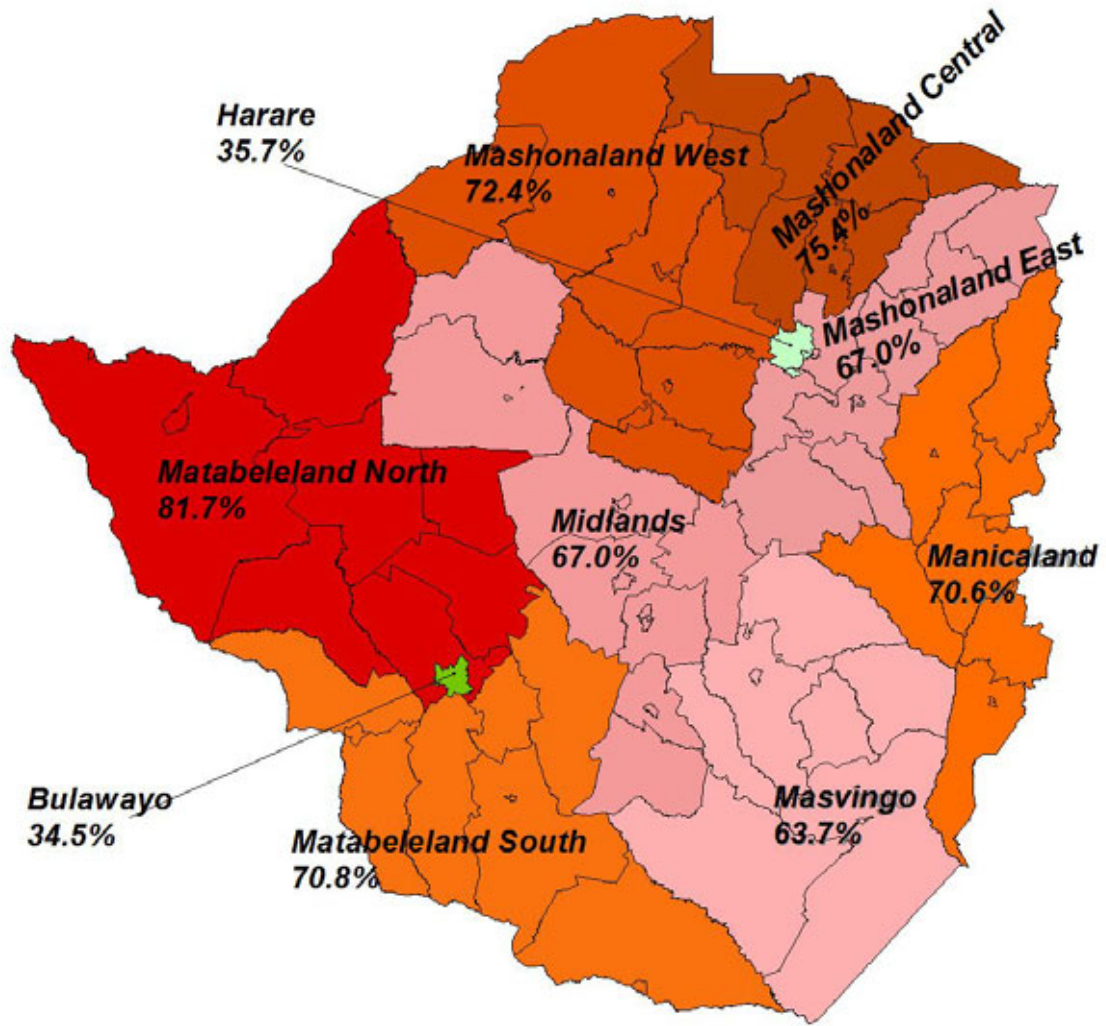 Harare
35.7%
Mashonaland West
72.4%
Mashonaland Central
75.4%
Mashonaland East
67.0%
Matabeleland North
81.7%
Midlands
67.0%
Manicaland
70.6%
Bulawayo
34.5%
Matabeleland South
70.8%
Masvingo
63.7%